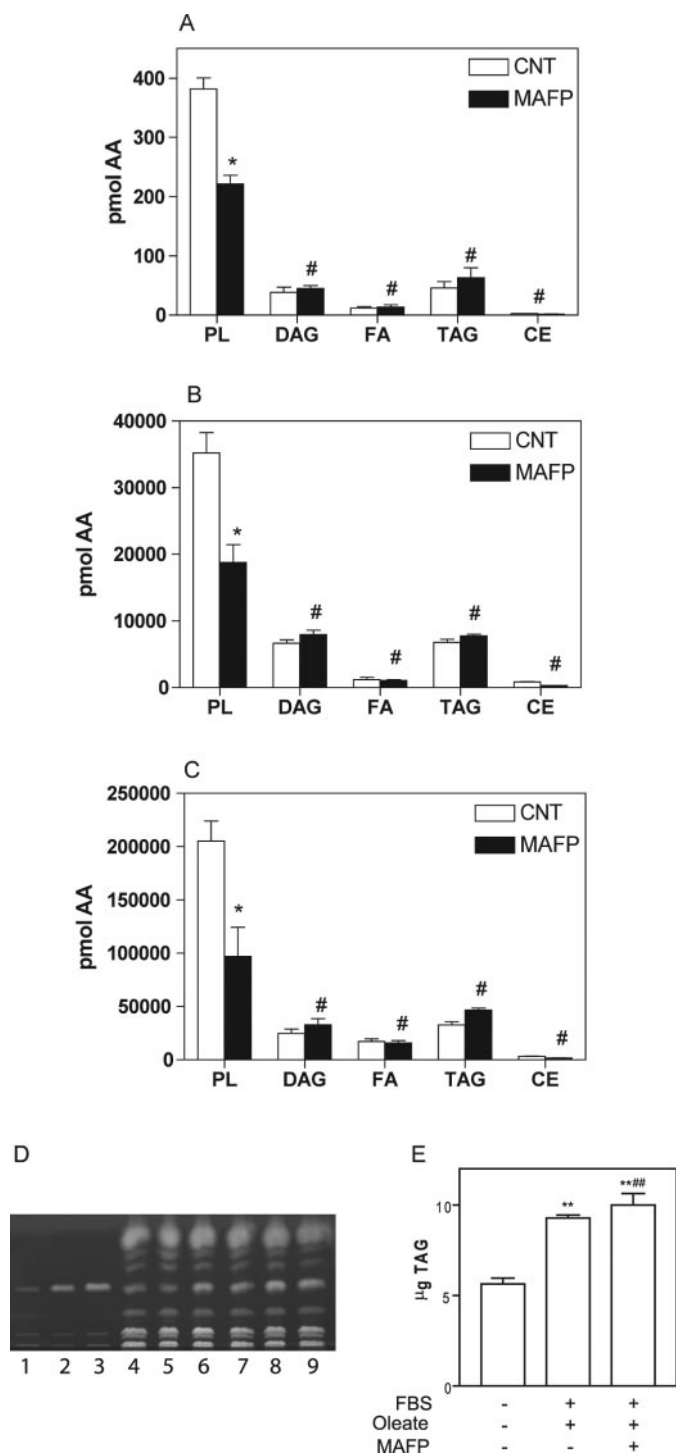 A
CNT
MAFP
pmol AA
400
300
200
100
0
*
#
#
#
#
PL DAG FA TAG CE
B
CNT
MAFP
pmol AA
40000
30000
20000
10000
0
*
#
#
#
#
PL DAG FA TAG CE
C
CNT
MAFP
pmol AA
250000
200000
150000
100000
50000
0
*
#
#
#
#
PL DAG FA TAG CE
D
1 2 3 4 5 6 7 8 9
E
µg TAG
10
5
0
**
**##
FBS - + +
Oleate - + +
MAFP - - +